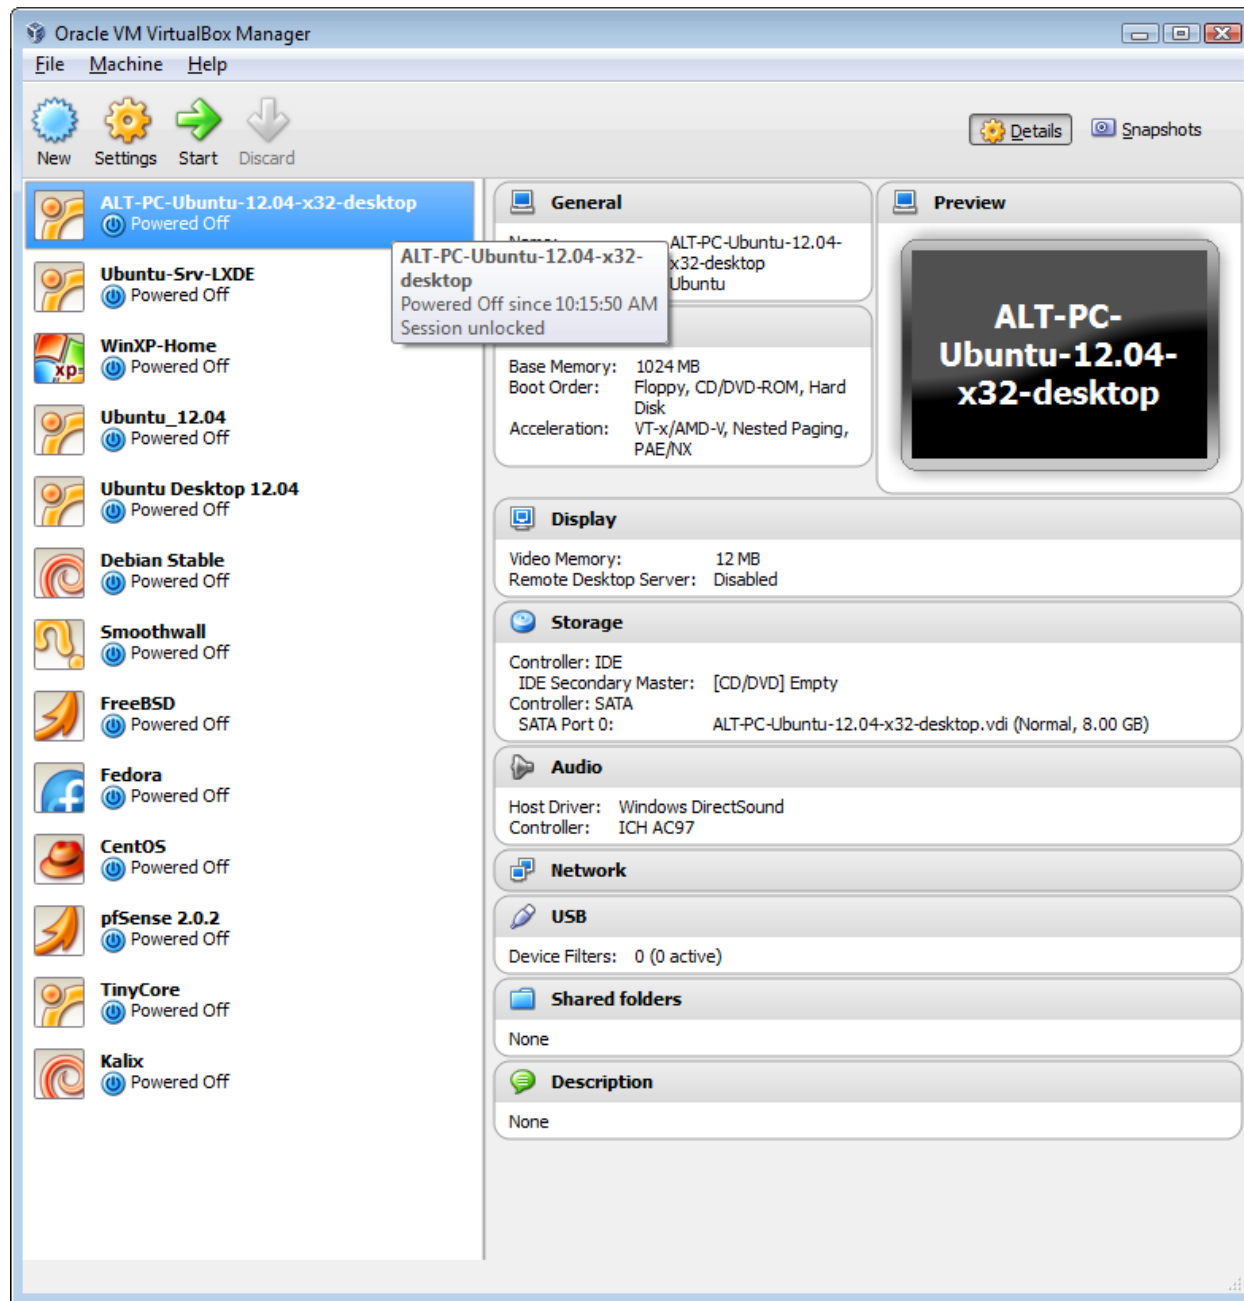 Oracle VM VirtualBox Manager
File Machine Help
New Settings Start Discard
Details Snapshots
ALT-PC-Ubuntu-12.04-x32-desktop
Powered Off
Ubuntu-Srv-LXDE
Powered Off
WinXP-Home
Powered Off
Ubuntu_12.04
Powered Off
Ubuntu Desktop 12.04
Powered Off
Debian Stable
Powered Off
Smoothwall
Powered Off
FreeBSD
Powered Off
Fedora
Powered Off
CentOS
Powered Off
pfSense 2.0.2
Powered Off
TinyCore
Powered Off
Kalix
Powered Off
ALT-PC-Ubuntu-12.04-x32-
desktop
Powered Off since 10:15:50 AM
Session unlocked
General
ALT-PC-Ubuntu-12.04-
x32-desktop
Ubuntu
Base Memory: 1024 MB
Boot Order: Floppy, CD/DVD-ROM, Hard
Disk
Acceleration: VT-x/AMD-V, Nested Paging,
PAE/NX
Preview
ALT-PC-
Ubuntu-12.04-
x32-desktop
Display
Video Memory: 12 MB
Remote Desktop Server: Disabled
Storage
Controller: IDE
IDE Secondary Master: [CD/DVD] Empty
Controller: SATA
SATA Port 0: ALT-PC-Ubuntu-12.04-x32-desktop.vdi (Normal, 8.00 GB)
Audio
Host Driver: Windows DirectSound
Controller: ICH AC97
Network
USB
Device Filters: 0 (0 active)
Shared folders
None
Description
None